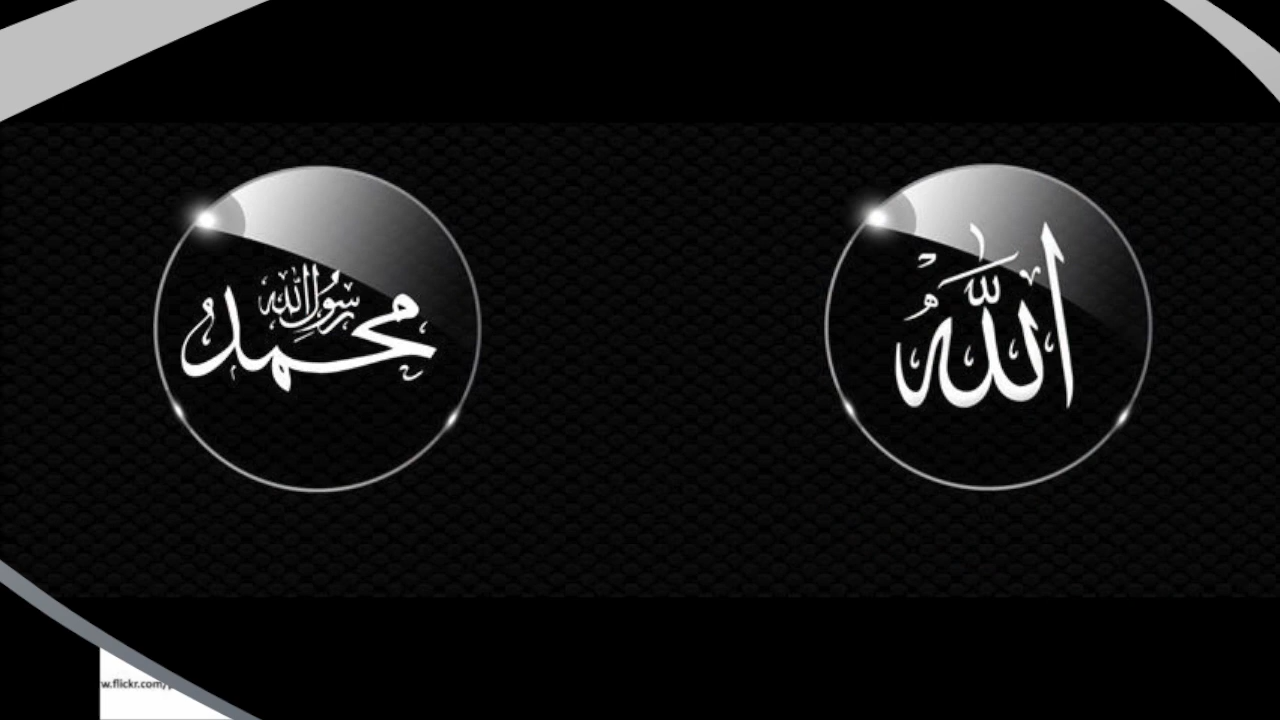 الله
محمد
رسول الله
w.flickr.com/